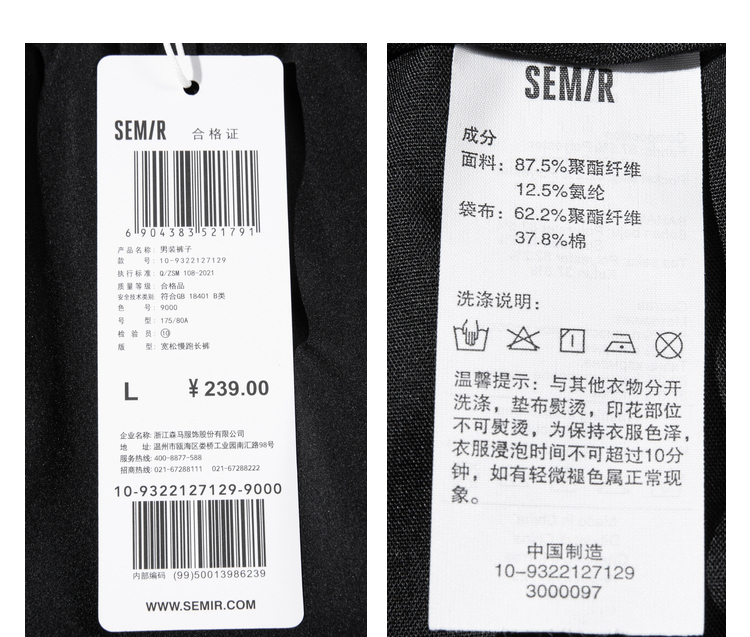 SEMIR 合格证
6 904383 521791
产品名称: 男装裤子
款 号: 10-9322127129
执行标准: Q/ZSM 108-2021
质量等级: 合格品
安全技术类别: 符合GB 18401 B类
色 号: 9000
号 型: 175/80A
检 验 员: 10
版 型: 宽松慢跑长裤
L ¥ 239.00
企业名称: 浙江森马服饰股份有限公司
地 址: 温州市瓯海区娄桥工业园南汇路98号
服务热线: 400-8877-588
招商热线: 021-67288111 021-67288222
10-9322127129-9000
内部编码 (99)50013986239
WWW.SEMIR.COM
SEMIR
成分
面料: 87.5%聚酯纤维
12.5%氨纶
袋布: 62.2%聚酯纤维
37.8%棉
洗涤说明:
温馨提示: 与其他衣物分开
洗涤，垫布熨烫，印花部位
不可熨烫，为保持衣服色泽，
衣服浸泡时间不可超过10分
钟，如有轻微褪色属正常现
象。
中国制造
10-9322127129
3000097